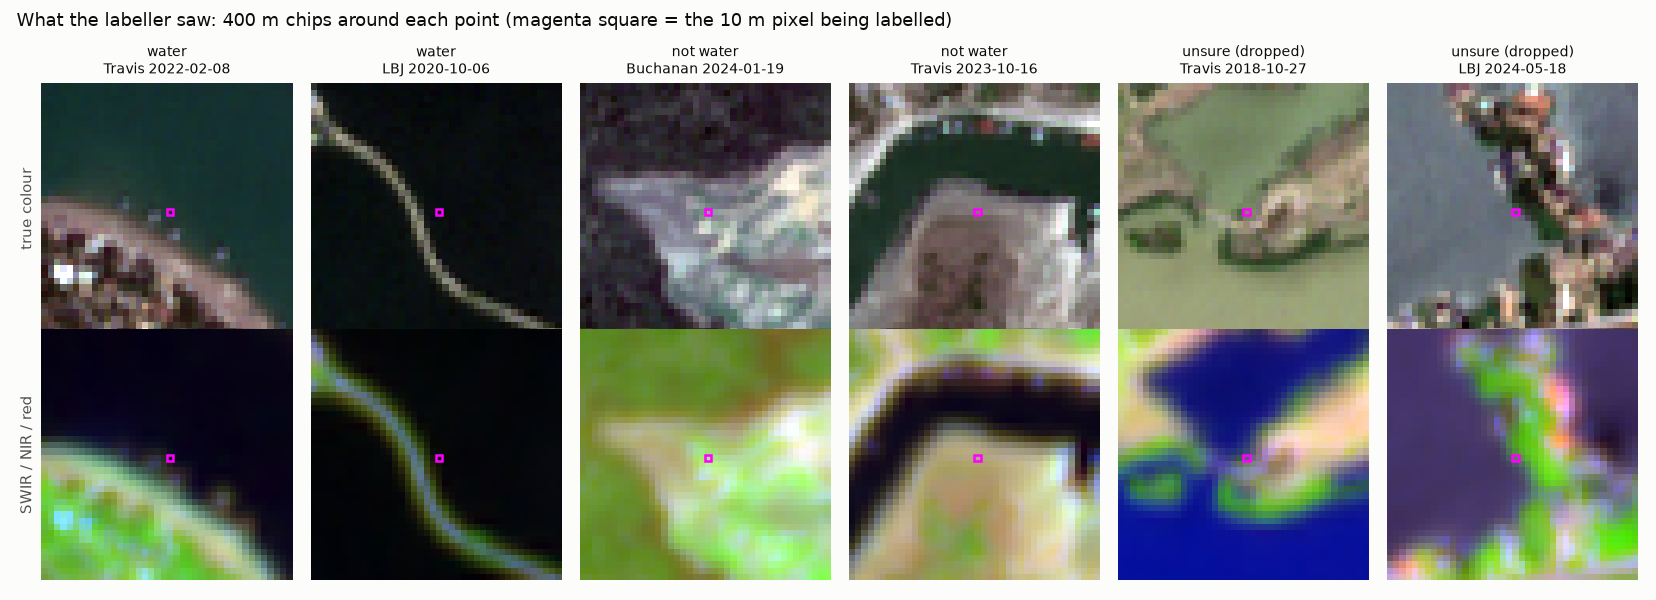 What the labeller saw: 400 m chips around each point (magenta square = the 10 m pixel being labelled)
water
Travis 2022-02-08
water
LBJ 2020-10-06
not water
Buchanan 2024-01-19
not water
Travis 2023-10-16
unsure (dropped)
Travis 2018-10-27
unsure (dropped)
LBJ 2024-05-18
true colour
SWIR / NIR / red